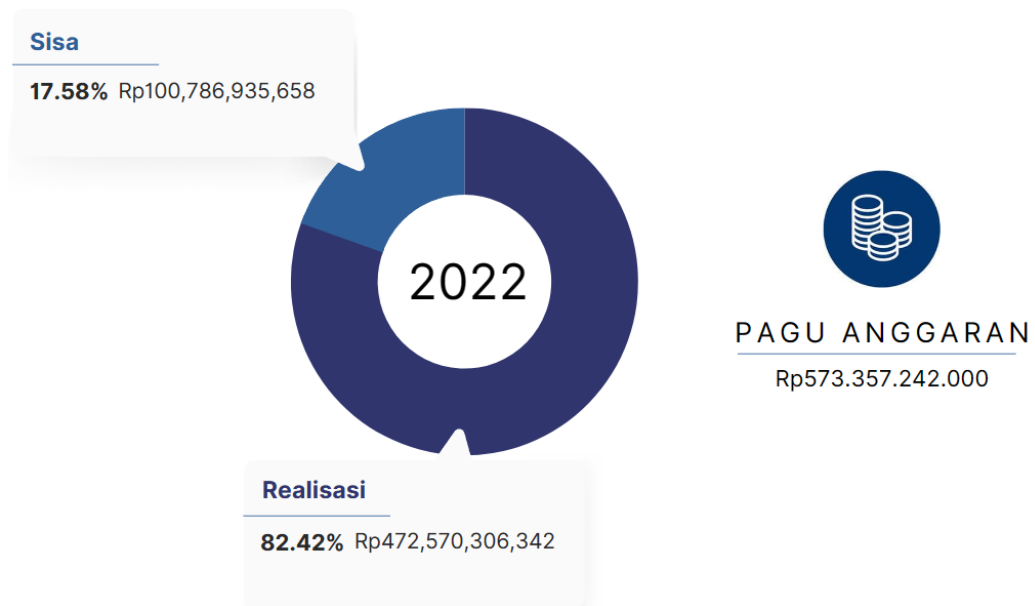 Sisa
17.58% Rp100,786,935,658
2022
PAGU ANGGARAN
Rp573.357.242.000
Realisasi
82.42% Rp472,570,306,342